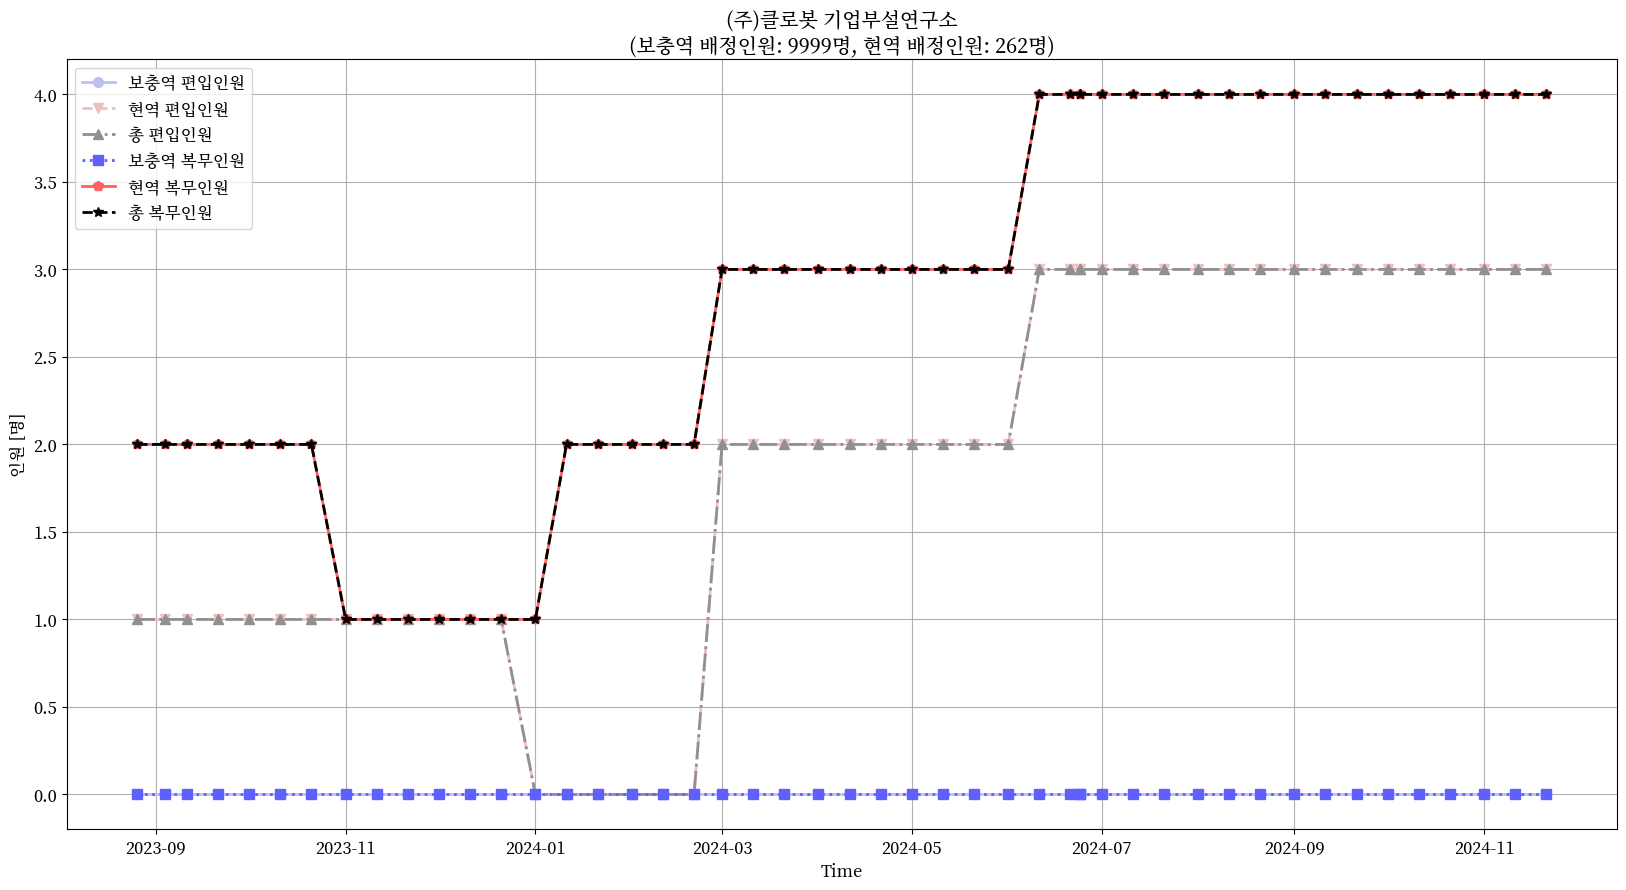 (주)클로봇 기업부설연구소
(보충역 배정인원: 9999명, 현역 배정인원: 262명)
보충역 편입인원
현역 편입인원
총 편입인원
보충역 복무인원
현역 복무인원
총 복무인원
인원 [명]
4.0
3.5
3.0
2.5
2.0
1.5
1.0
0.5
0.0
2023-09 2023-11 2024-01 2024-03 2024-05 2024-07 2024-09 2024-11
Time